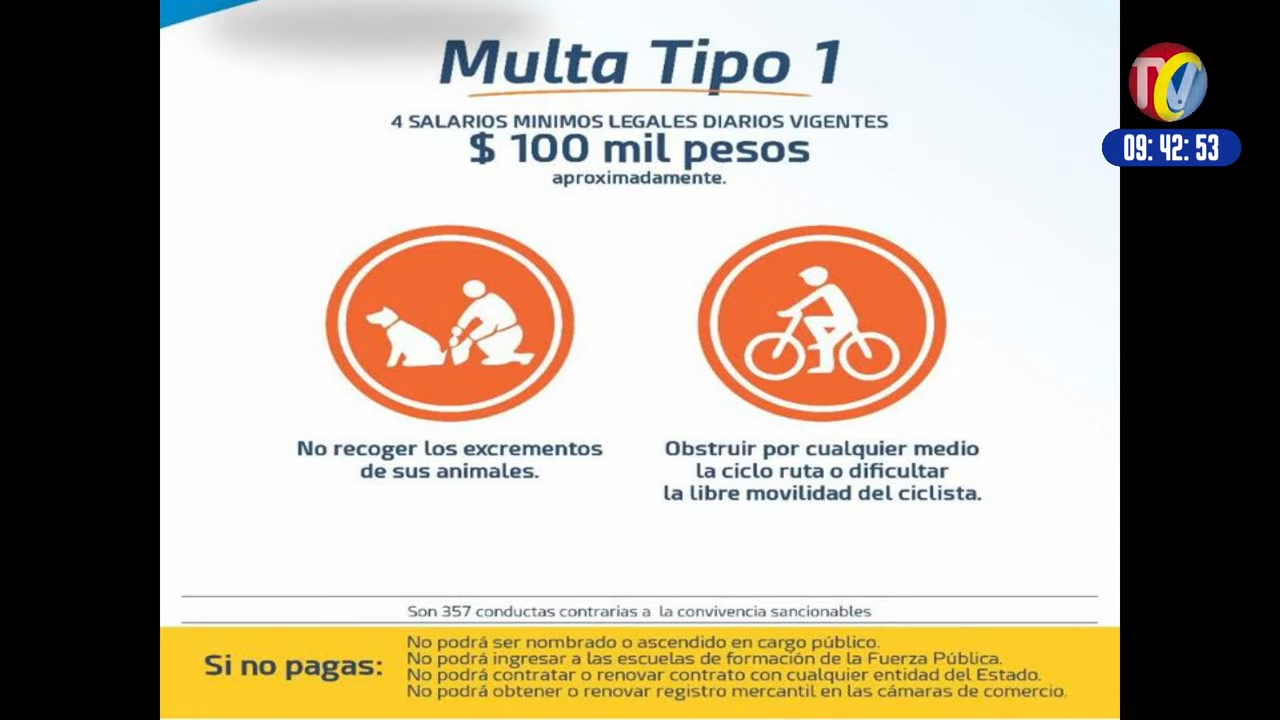 Multa Tipo 1
4 SALARIOS MINIMOS LEGALES DIARIOS VIGENTES
$ 100 mil pesos
aproximadamente.
TCV
09: 42: 53
No recoger los excrementos
de sus animales.
Obstruir por cualquier medio
la ciclo ruta o dificultar
la libre movilidad del ciclista.
Son 357 conductas contrarias a la convivencia sancionables
Si no pagas:
No podrá ser nombrado o ascendido en cargo público.
No podrá ingresar a las escuelas de formación de la Fuerza Pública.
No podrá contratar o renovar contrato con cualquier entidad del Estado.
No podrá obtener o renovar registro mercantil en las cámaras de comercio.